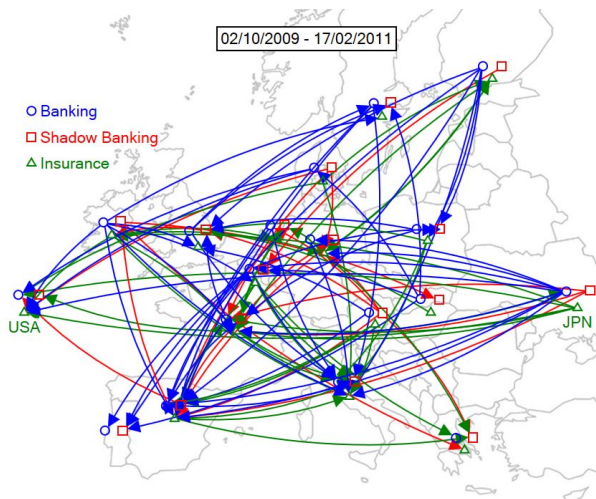 02/10/2009 - 17/02/2011
Banking
Shadow Banking
Insurance
USA
JPN